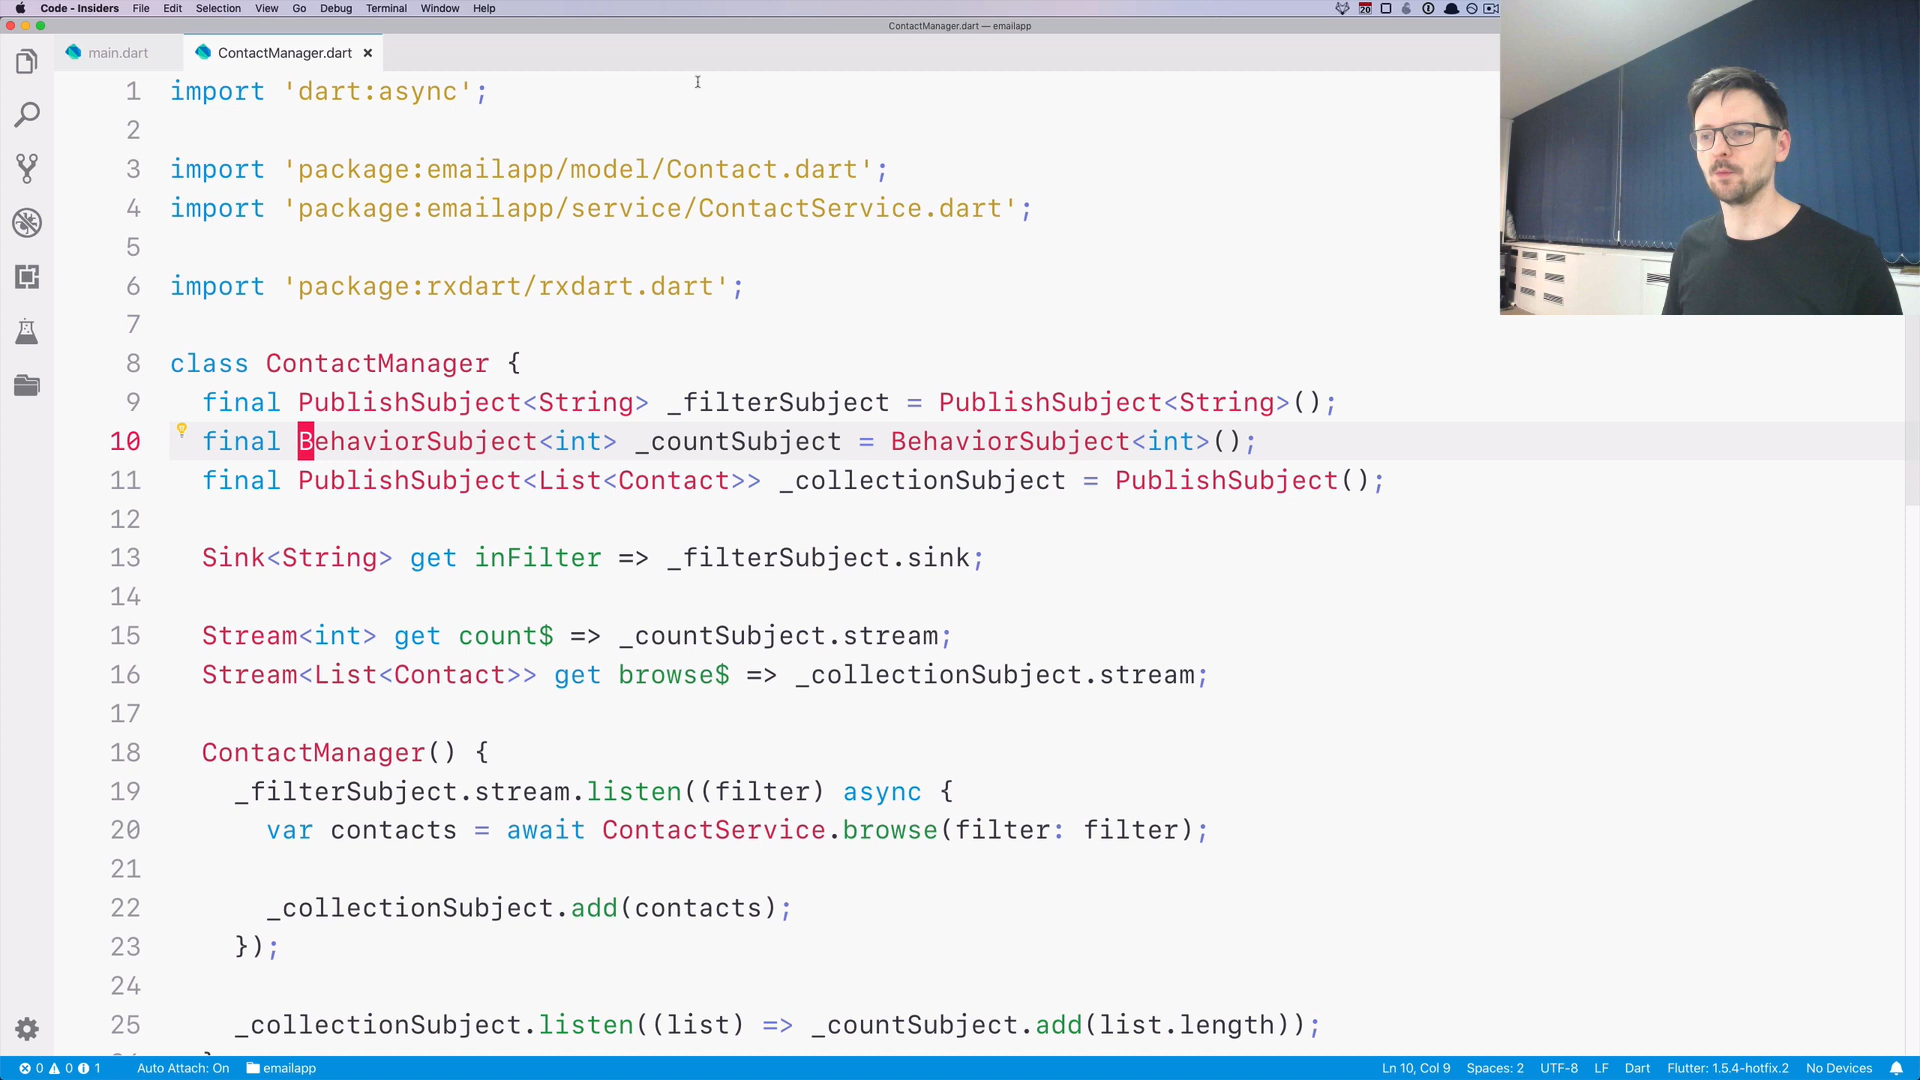 Code - Insiders File Edit Selection View Go Debug Terminal Window Help
20
ContactManager.dart — emailapp
main.dart ContactManager.dart ×
1 import 'dart:async';
2
3 import 'package:emailapp/model/Contact.dart';
4 import 'package:emailapp/service/ContactService.dart';
5
6 import 'package:rxdart/rxdart.dart';
7
8 class ContactManager {
9 final PublishSubject<String> _filterSubject = PublishSubject<String>();
10 final BehaviorSubject<int> _countSubject = BehaviorSubject<int>();
11 final PublishSubject<List<Contact>> _collectionSubject = PublishSubject();
12
13 Sink<String> get inFilter => _filterSubject.sink;
14
15 Stream<int> get count$ => _countSubject.stream;
16 Stream<List<Contact>> get browse$ => _collectionSubject.stream;
17
18 ContactManager() {
19 _filterSubject.stream.listen((filter) async {
20 var contacts = await ContactService.browse(filter: filter);
21
22 _collectionSubject.add(contacts);
23 });
24
25 _collectionSubject.listen((list) => _countSubject.add(list.length));
0 0 1 Auto Attach: On emailapp Ln 10, Col 9 Spaces: 2 UTF-8 LF Dart Flutter: 1.5.4-hotfix.2 No Devices